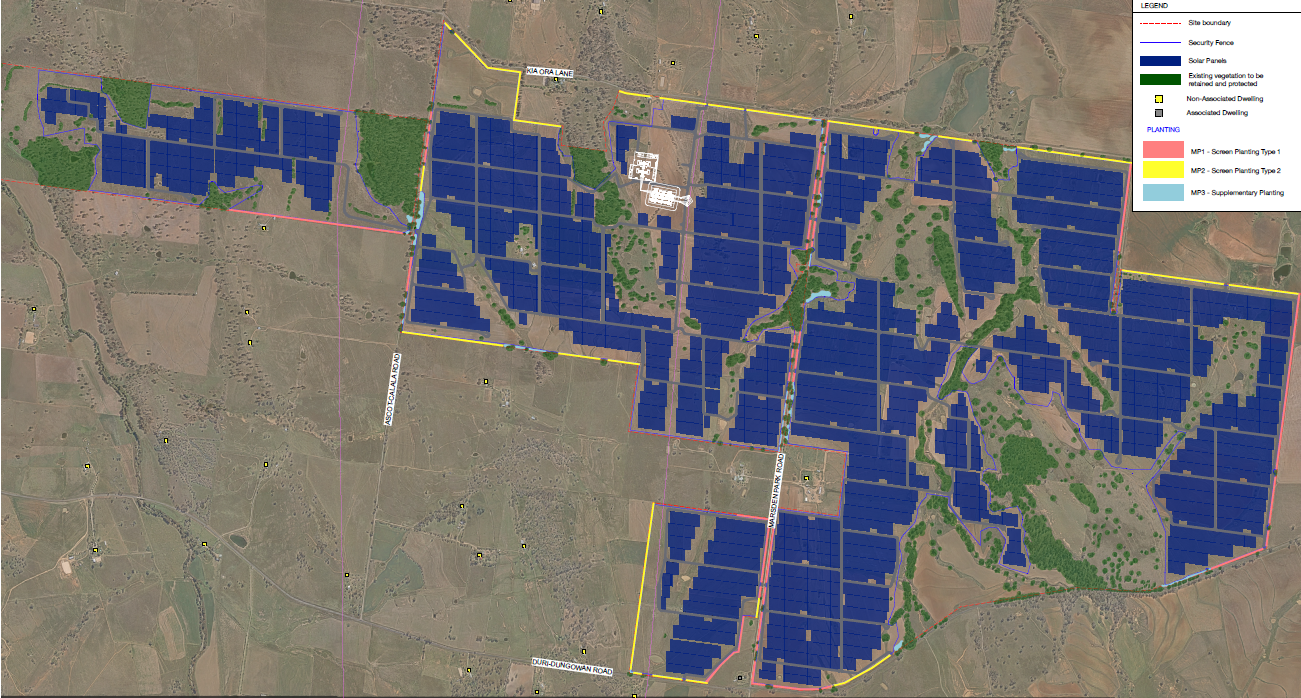 LEGEND
Site boundary
Security Fence
Solar Panels
Existing vegetation to be
retained and protected
Non-Associated Dwelling
Associated Dwelling
PLANTING
MP1 - Screen Planting Type 1
MP2 - Screen Planting Type 2
MP3 - Supplementary Planting
KIA ORA LANE
ASCOT-CALALA ROAD
MARSDEN PARK ROAD
DURI-DUNGOWAN ROAD